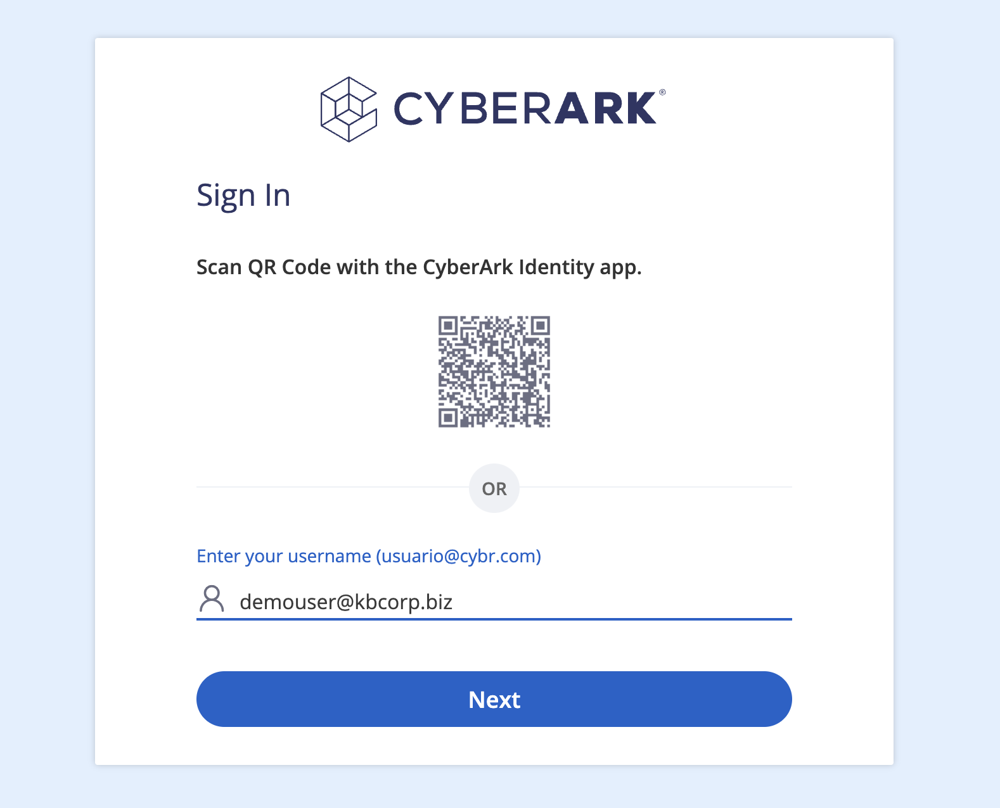 CYBERARK®
Sign In
Scan QR Code with the CyberArk Identity app.
OR
Enter your username (usuario@cybr.com)
demouser@kbcorp.biz
Next